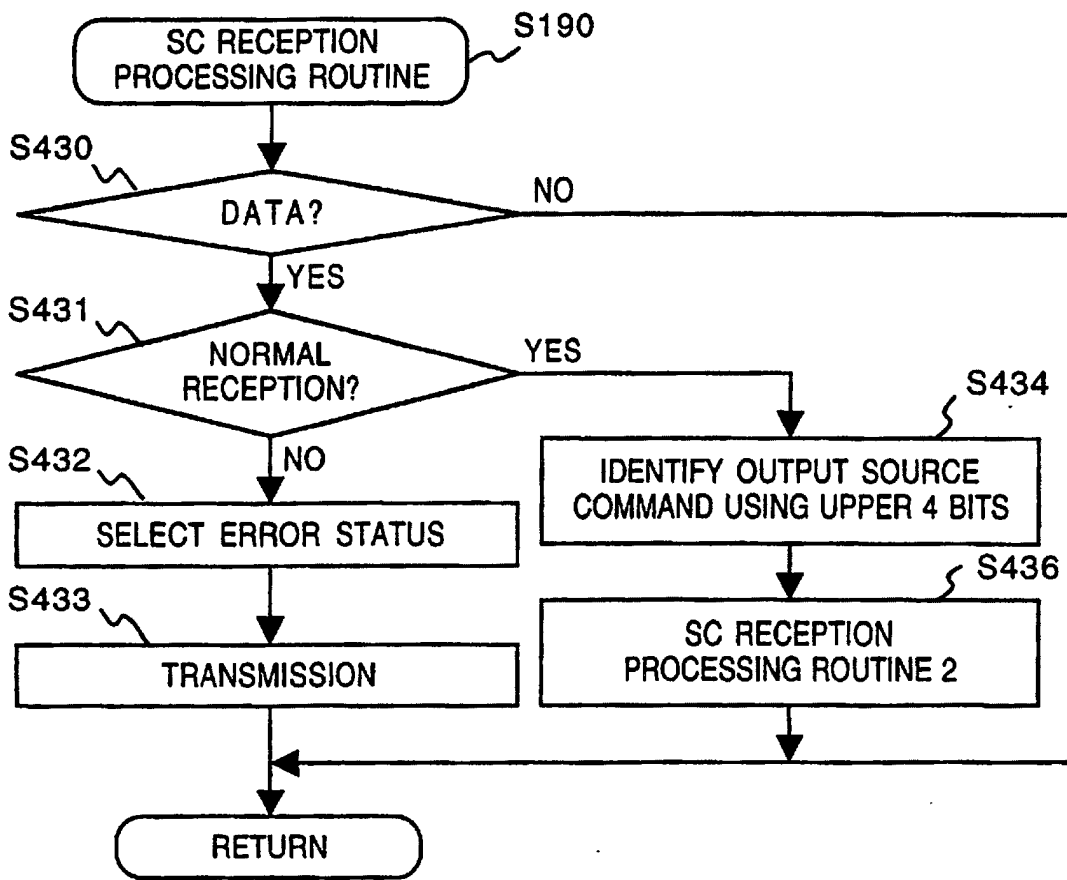 SC RECEPTION
PROCESSING ROUTINE
S190
S430
DATA?
NO
YES
S431
NORMAL
RECEPTION?
YES
NO
S432
SELECT ERROR STATUS
S433
TRANSMISSION
S434
IDENTIFY OUTPUT SOURCE
COMMAND USING UPPER 4 BITS
S436
SC RECEPTION
PROCESSING ROUTINE 2
RETURN